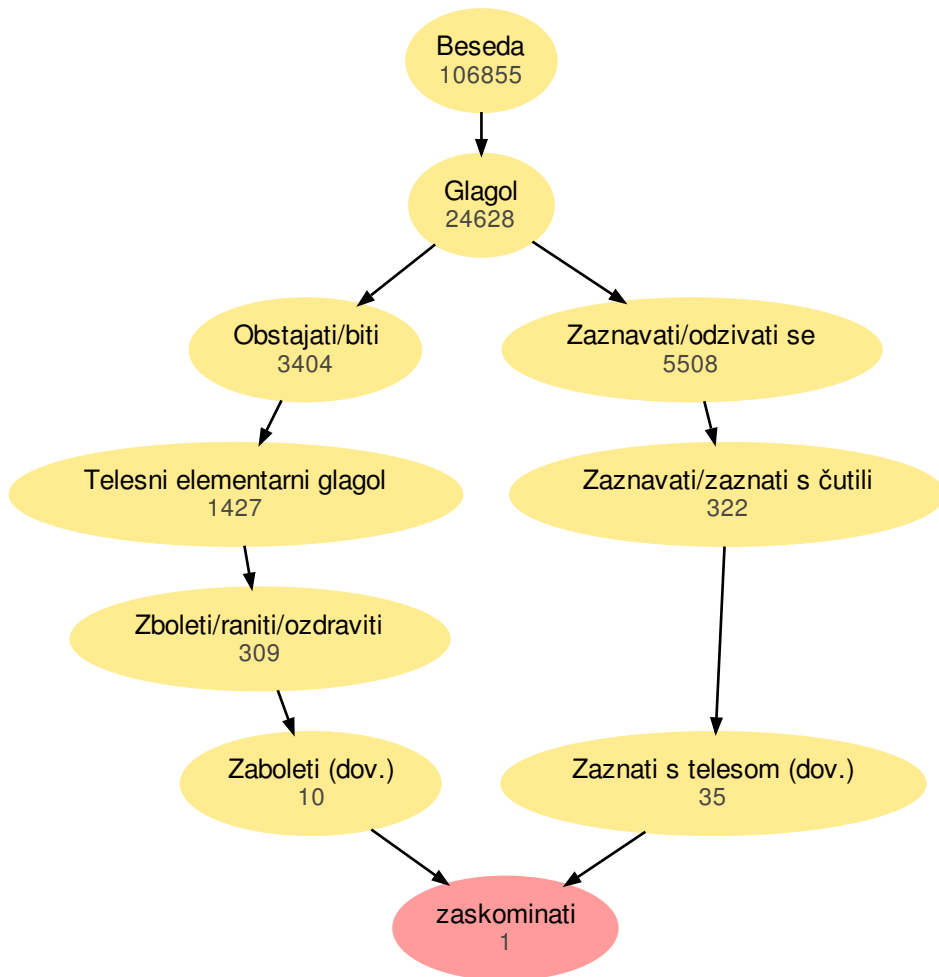 Beseda
106855
Glagol
24628
Obstajati/biti
3404
Zaznavati/odzivati se
5508
Telesni elementarni glagol
1427
Zaznavati/zaznati s čutili
322
Zboleti/raniti/ozdraviti
309
Zaboleti (dov.)
10
Zaznati s telesom (dov.)
35
zaskominati
1